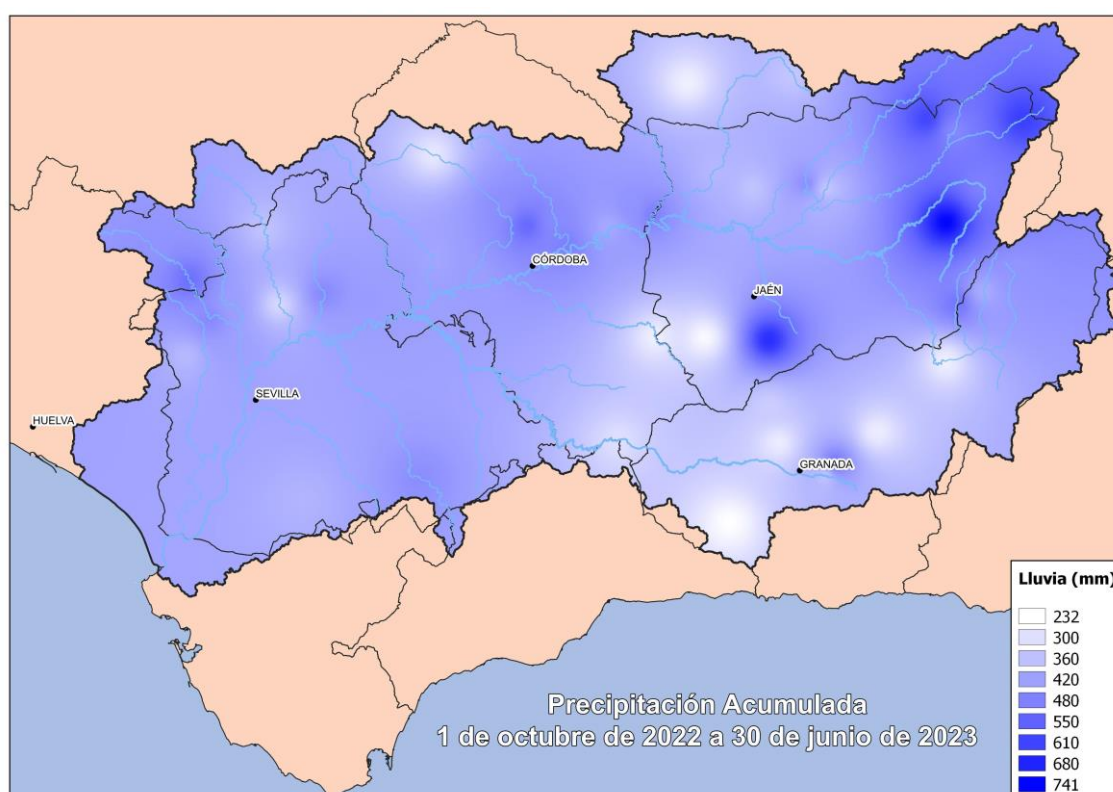 CÓRDOBA
JAÉN
SEVILLA
HUELVA
GRANADA
Lluvia (mm)
232
300
360
420
480
550
610
680
741
Precipitación Acumulada
1 de octubre de 2022 a 30 de junio de 2023